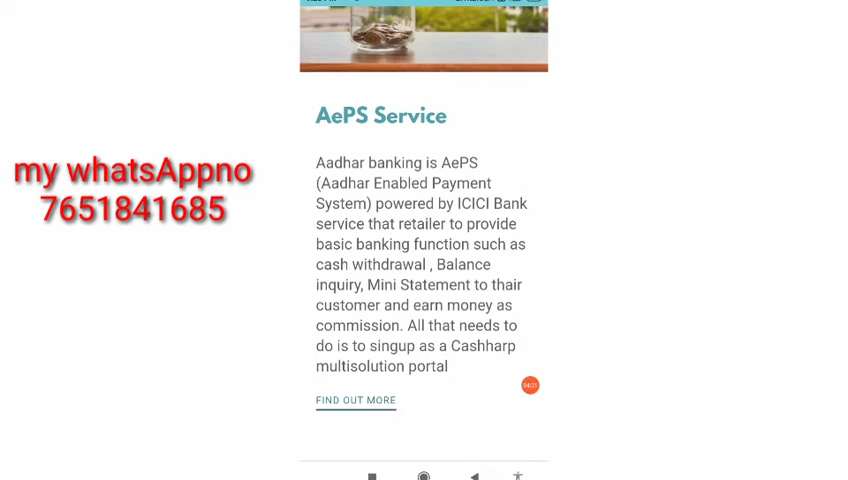 AePS Service
my whatsAppno
7651841685
Aadhar banking is AePS
(Aadhar Enabled Payment
System) powered by ICICI Bank
service that retailer to provide
basic banking function such as
cash withdrawal , Balance
inquiry, Mini Statement to thair
customer and earn money as
commission. All that needs to
do is to singup as a Cashharp
multisolution portal
04:21
FIND OUT MORE